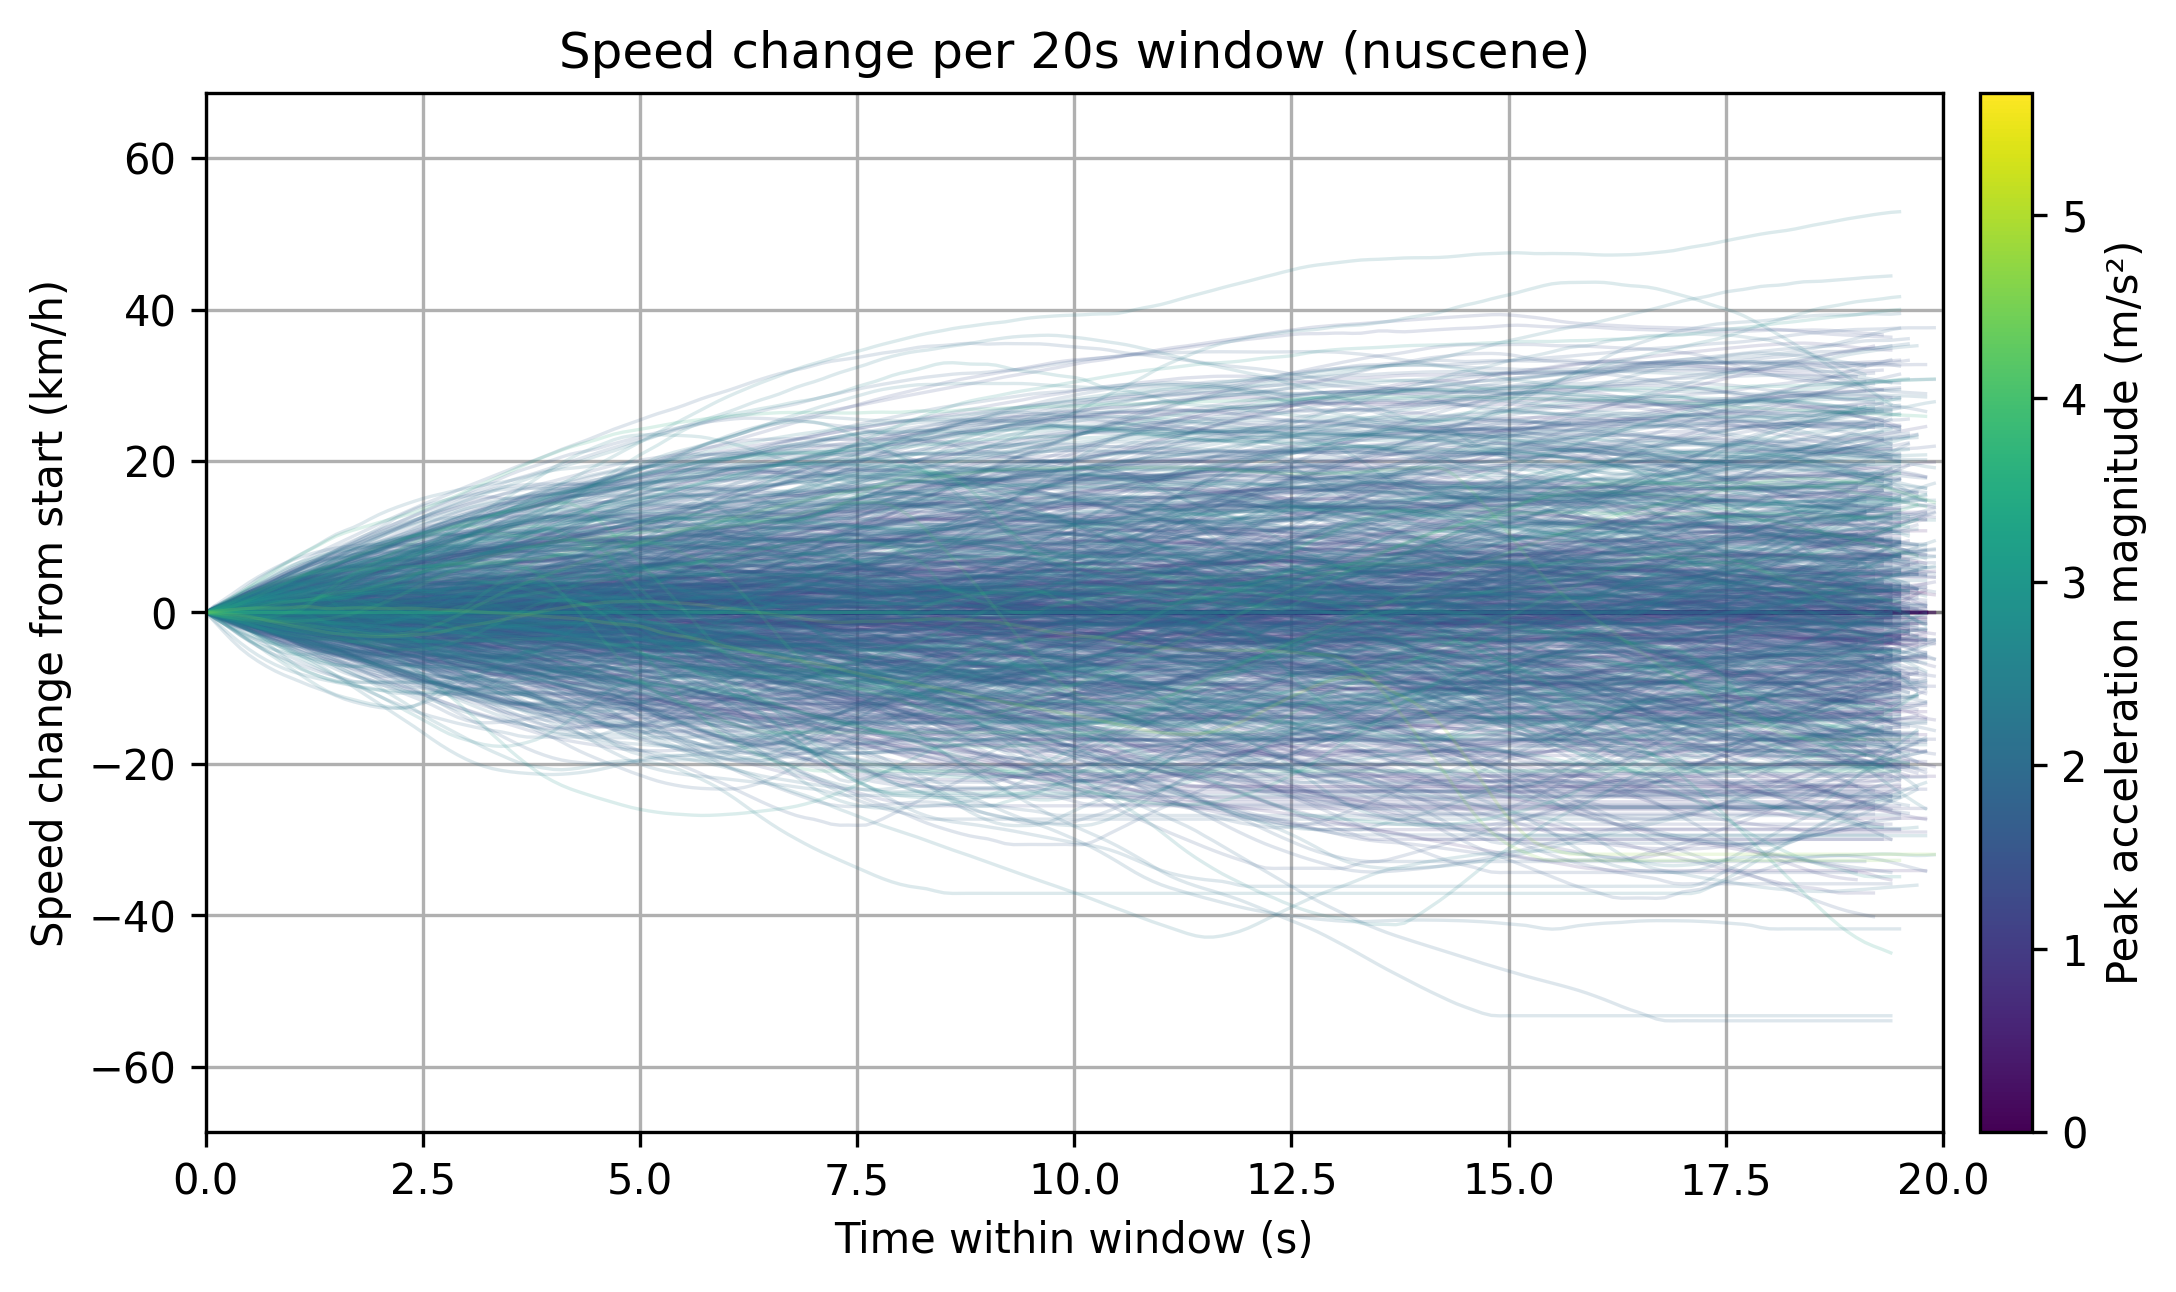 Speed change per 20s window (nuscene)
Speed change from start (km/h)
60
40
20
0
−20
−40
−60
0.0 2.5 5.0 7.5 10.0 12.5 15.0 17.5 20.0
Time within window (s)
5
4
3
2
1
0
Peak acceleration magnitude (m/s²)